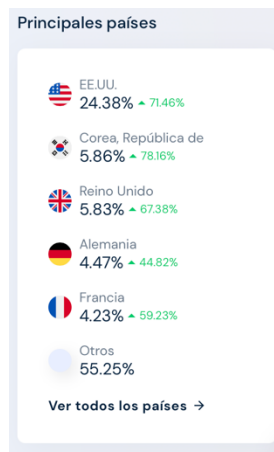 Principales países
EE.UU.
24.38% 71.46%
Corea, República de
5.86% 78.16%
Reino Unido
5.83% 67.38%
Alemania
4.47% 44.82%
Francia
4.23% 59.23%
Otros
55.25%
Ver todos los países →